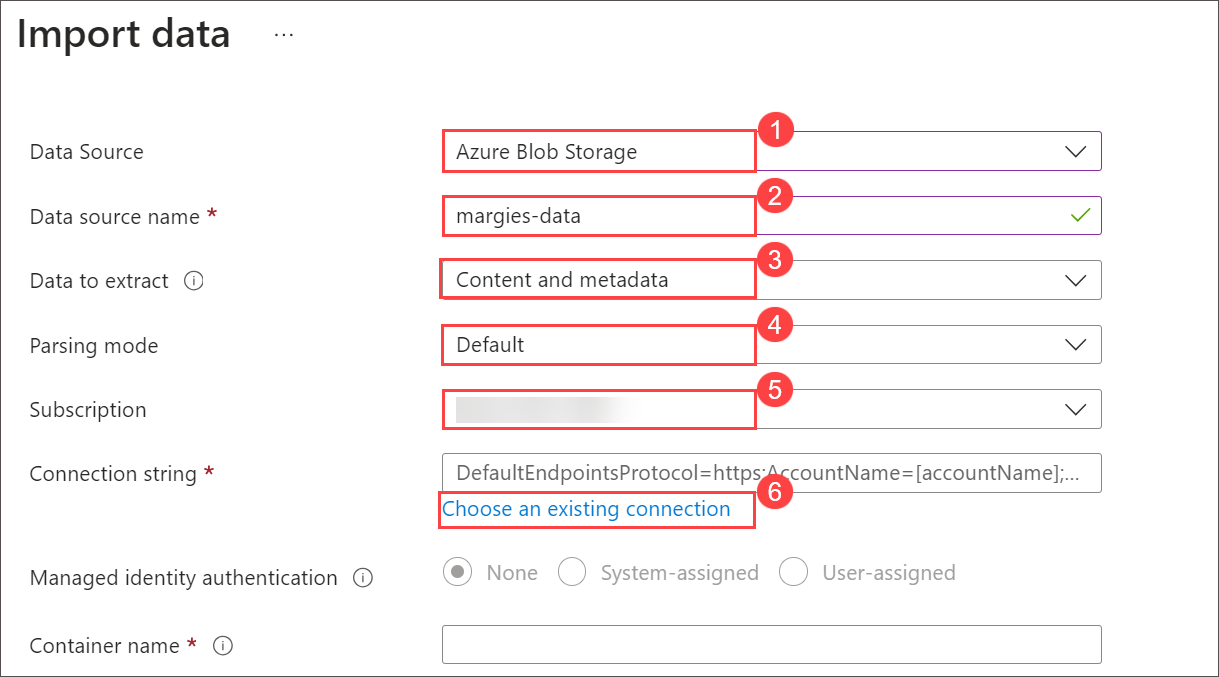 Import data ...
1
Data Source Azure Blob Storage
2
Data source name * margies-data
3
Data to extract i Content and metadata
4
Parsing mode Default
5
Subscription
Connection string * DefaultEndpointsProtocol=https;AccountName=[accountName];...
6
Choose an existing connection
Managed identity authentication i None System-assigned User-assigned
Container name * i